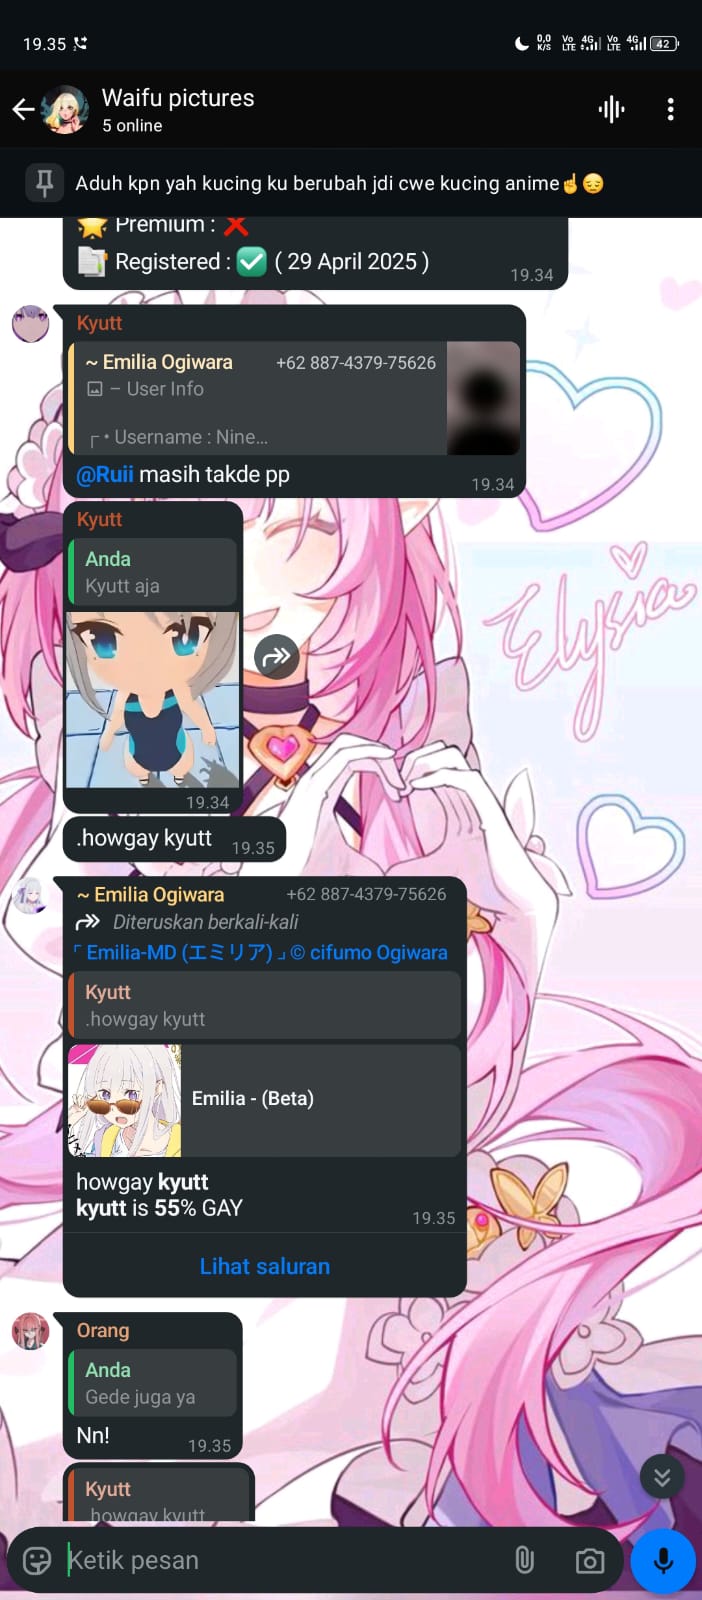 19.35
0,0
K/S
Vo
LTE
4G
Vo
LTE
4G
42
Waifu pictures
5 online
Aduh kpn yah kucing ku berubah jdi cwe kucing anime☝😔
🌟 Premium : ❌
📑 Registered : ✅ ( 29 April 2025 )
19.34
Kyutt
~ Emilia Ogiwara +62 887-4379-75626
– User Info
┌ • Username : Nine...
@Ruii masih takde pp
19.34
Kyutt
Anda
Kyutt aja
19.34
Elysia
.howgay kyutt
19.35
~ Emilia Ogiwara +62 887-4379-75626
Diteruskan berkali-kali
「 Emilia-MD (エミリア) 」© cifumo Ogiwara
Kyutt
.howgay kyutt
Emilia - (Beta)
howgay kyutt
kyutt is 55% GAY
19.35
Lihat saluran
Orang
Anda
Gede juga ya
Nn!
19.35
Kyutt
.howgay kyutt
Ketik pesan